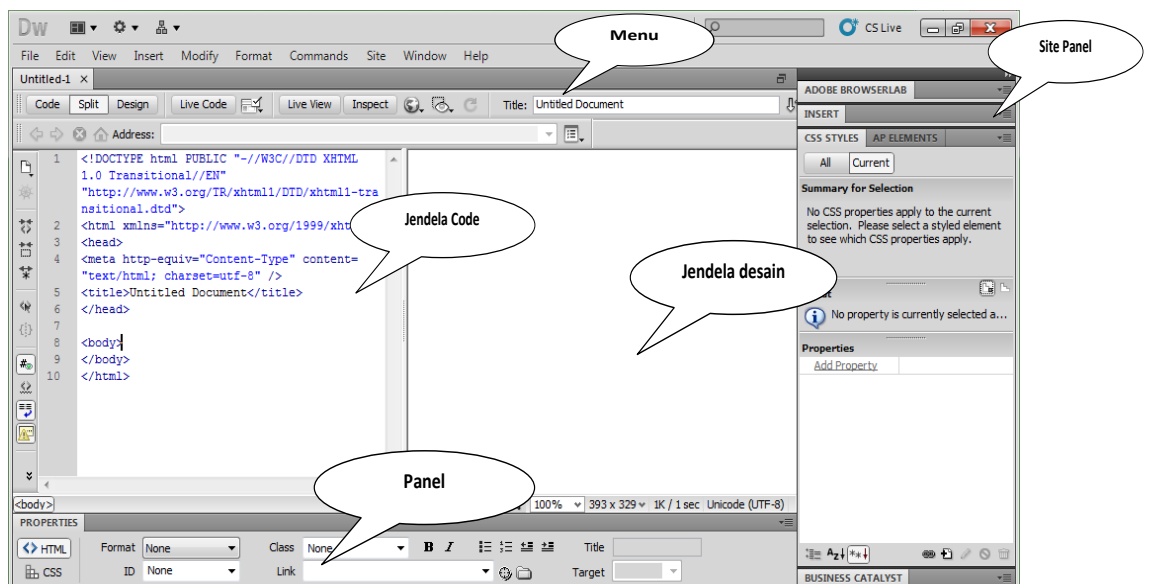 Dw
CS Live
Menu
Site Panel
File Edit View Insert Modify Format Commands Site Window Help
Untitled-1 ×
Code Split Design Live Code Live View Inspect Title: Untitled Document
Address:
1 <!DOCTYPE html PUBLIC "-//W3C//DTD XHTML
1.0 Transitional//EN"
"http://www.w3.org/TR/xhtml1/DTD/xhtml1-tra
nsitional.dtd">
2 <html xmlns="http://www.w3.org/1999/xht
3 <head>
4 <meta http-equiv="Content-Type" content=
"text/html; charset=utf-8" />
5 <title>Untitled Document</title>
6 </head>
7
8 <body>
9 </body>
10 </html>
Jendela Code
Jendela desain
Panel
ADOBE BROWSERLAB
INSERT
CSS STYLES AP ELEMENTS
All Current
Summary for Selection
No CSS properties apply to the current
selection. Please select a styled element
to see which CSS properties apply.
No property is currently selected a...
Properties
Add Property
<body>
100% 393 x 329 1K / 1 sec Unicode (UTF-8)
PROPERTIES
HTML Format None Class None B I Title
CSS ID None Link Target
BUSINESS CATALYST